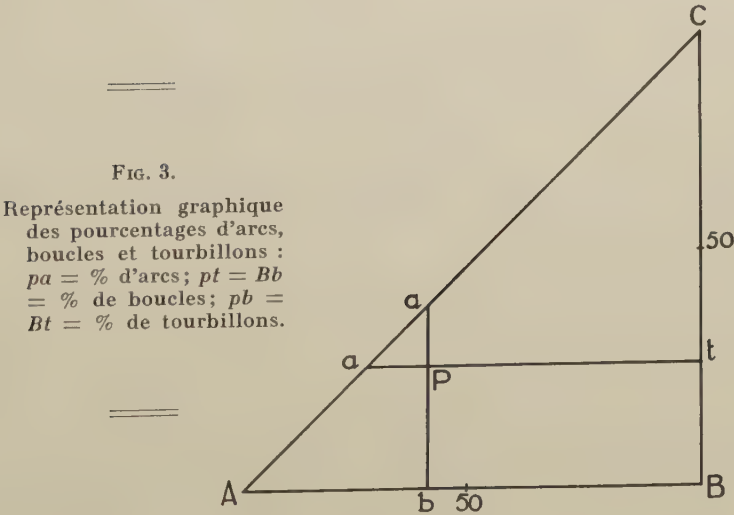 FIG. 3.
Représentation graphique
des pourcentages d'arcs,
boucles et tourbillons :
pa = % d'arcs; pt = Bb
= % de boucles; pb =
Bt = % de tourbillons.
C
50
a
a
t
P
A
b
50
B